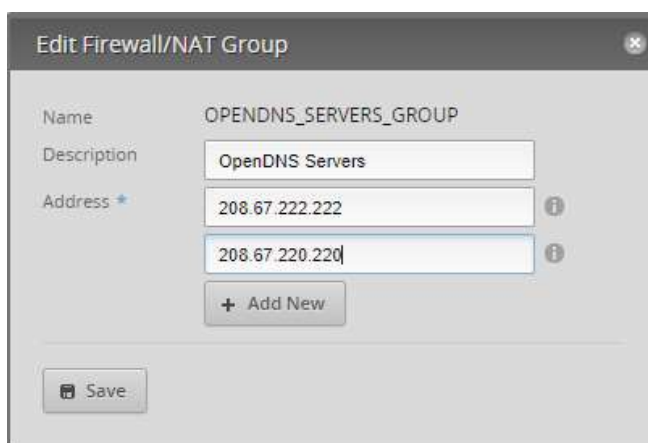 Edit Firewall/NAT Group
Name OPENDNS_SERVERS_GROUP
Description OpenDNS Servers
Address * 208.67.222.222
208.67.220.220
+ Add New
Save